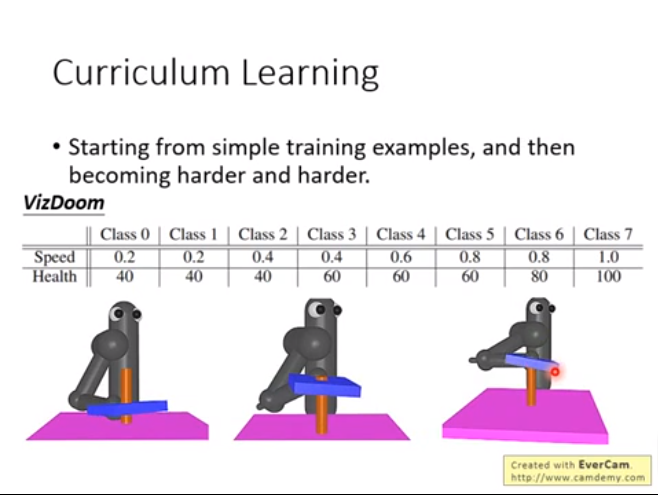 Curriculum Learning
• Starting from simple training examples, and then
becoming harder and harder.
VizDoom
Class 0 Class 1 Class 2 Class 3 Class 4 Class 5 Class 6 Class 7
Speed 0.2 0.2 0.4 0.4 0.6 0.8 0.8 1.0
Health 40 40 40 60 60 60 80 100
Created with EverCam.
http://www.camdemy.com